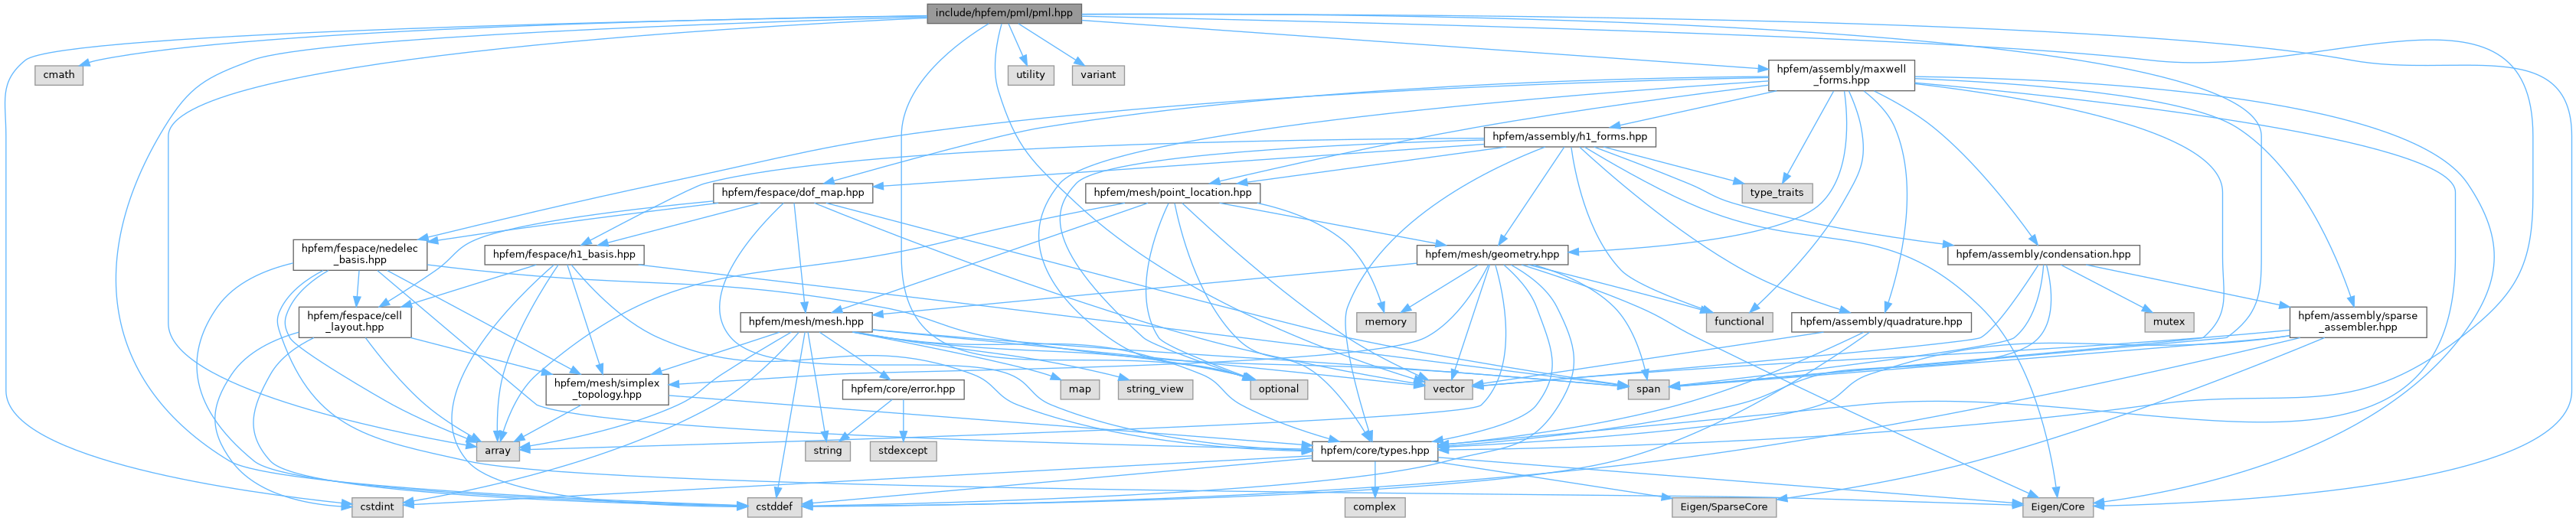 include/hpfem/pml/pml.hpp
cmath
utility
variant
hpfem/assembly/maxwell
_forms.hpp
hpfem/assembly/h1_forms.hpp
hpfem/fespace/dof_map.hpp
hpfem/mesh/point_location.hpp
type_traits
hpfem/fespace/nedelec
_basis.hpp
hpfem/fespace/h1_basis.hpp
hpfem/mesh/geometry.hpp
hpfem/assembly/condensation.hpp
hpfem/fespace/cell
_layout.hpp
hpfem/mesh/mesh.hpp
memory
functional
hpfem/assembly/quadrature.hpp
mutex
hpfem/assembly/sparse
_assembler.hpp
hpfem/mesh/simplex
_topology.hpp
hpfem/core/error.hpp
map
string_view
optional
vector
span
array
string
stdexcept
hpfem/core/types.hpp
cstdint
cstddef
complex
Eigen/SparseCore
Eigen/Core